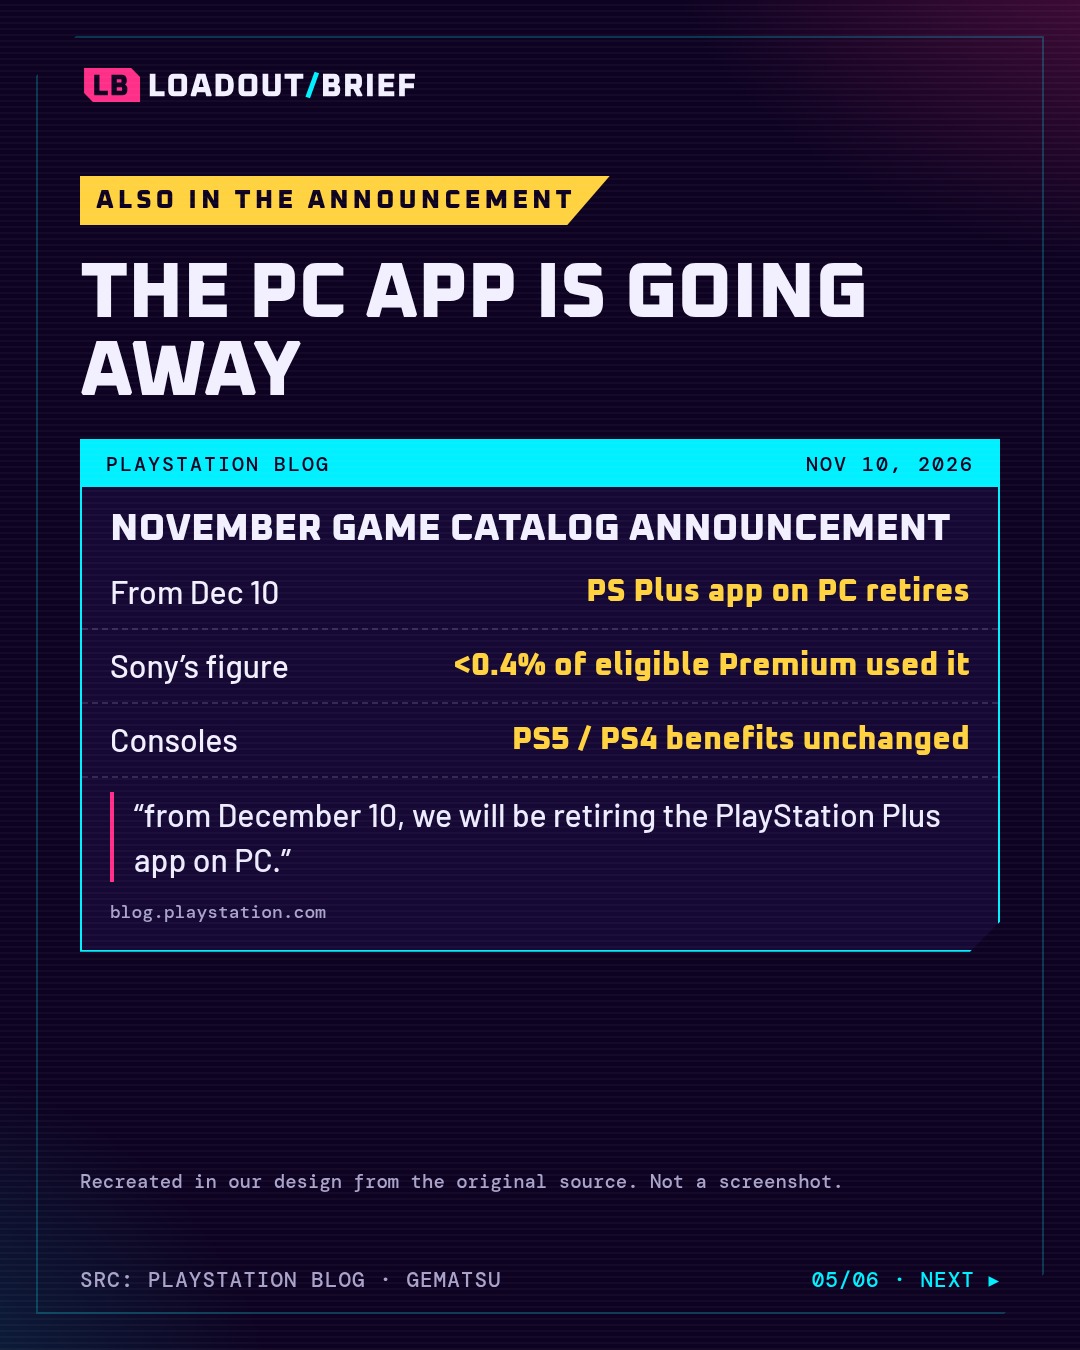 LB LOADOUT/BRIEF
ALSO IN THE ANNOUNCEMENT
THE PC APP IS GOING
AWAY
PLAYSTATION BLOG NOV 10, 2026
NOVEMBER GAME CATALOG ANNOUNCEMENT
From Dec 10 PS Plus app on PC retires
Sony’s figure <0.4% of eligible Premium used it
Consoles PS5 / PS4 benefits unchanged
“from December 10, we will be retiring the PlayStation Plus
app on PC.”
blog.playstation.com
Recreated in our design from the original source. Not a screenshot.
SRC: PLAYSTATION BLOG · GEMATSU 05/06 · NEXT ▸